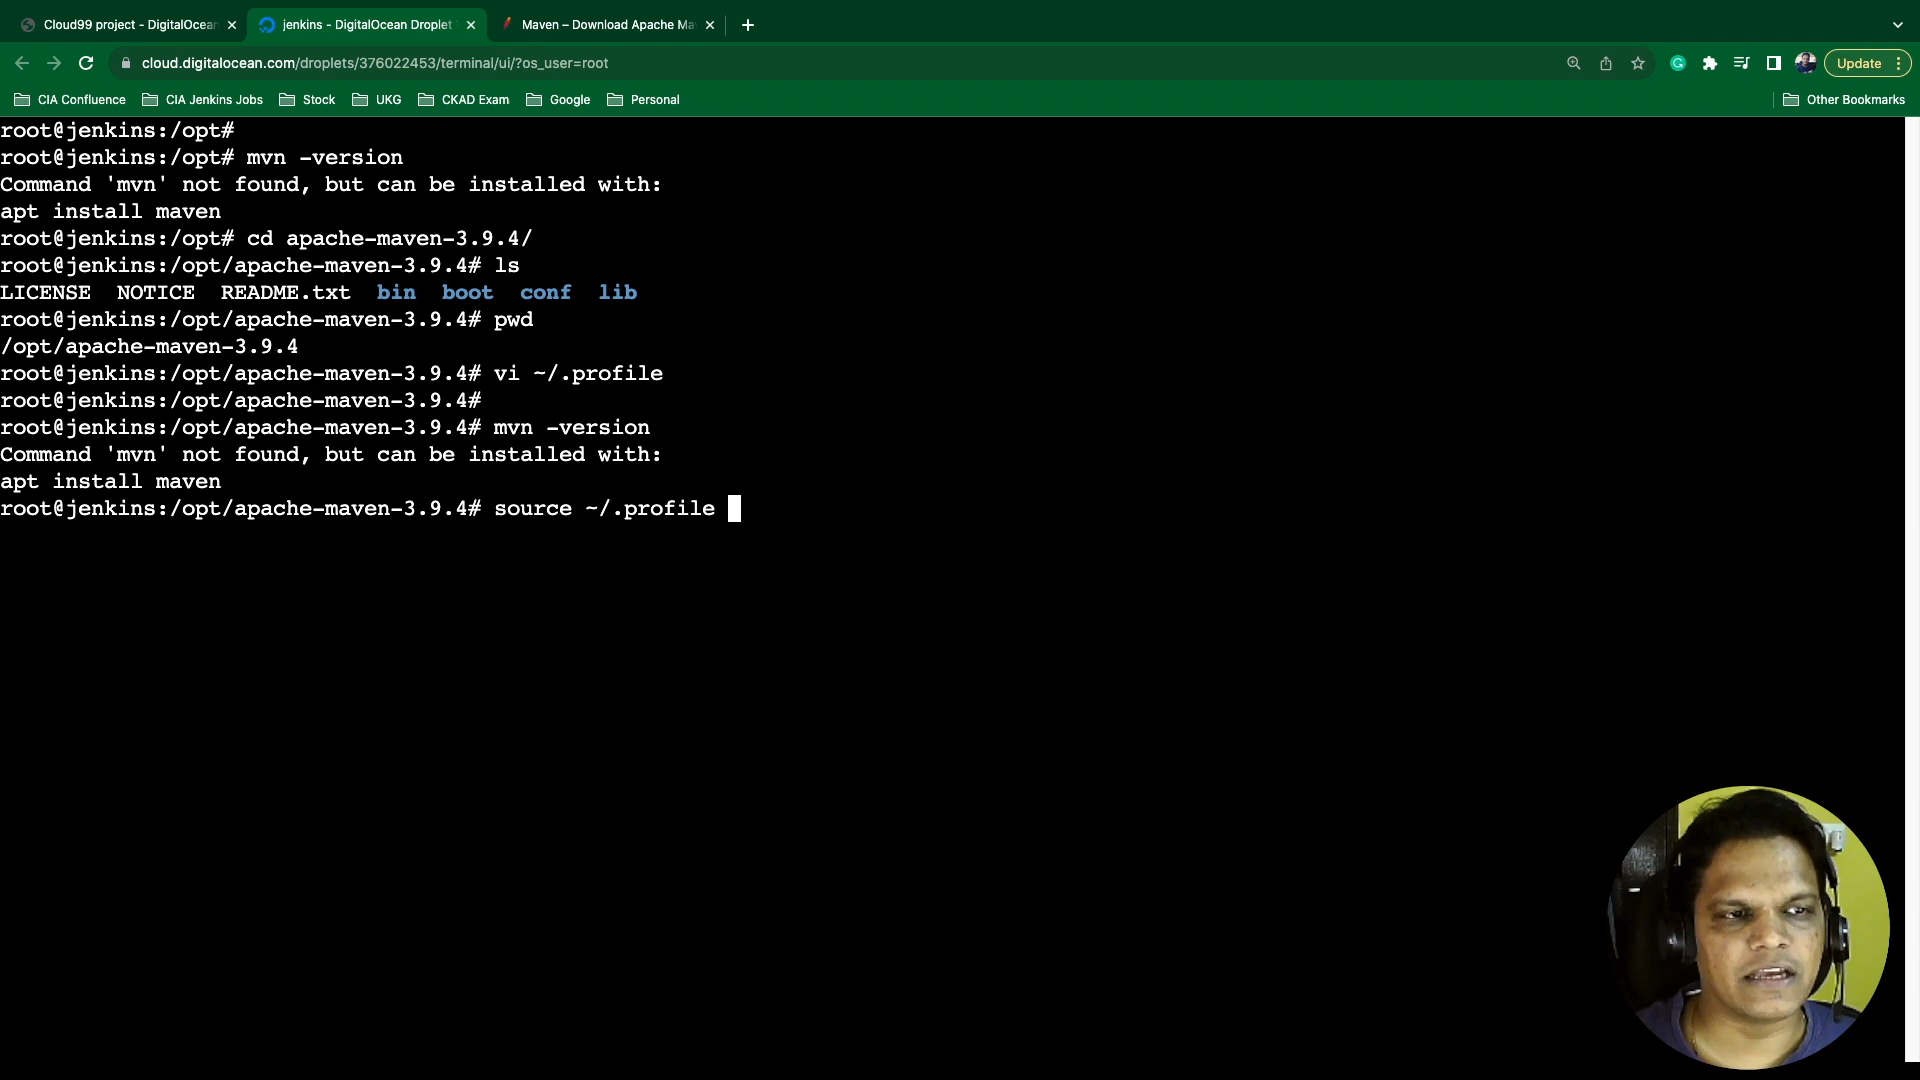 Cloud99 project - DigitalOcean
jenkins - DigitalOcean Droplet
Maven – Download Apache Ma
cloud.digitalocean.com/droplets/376022453/terminal/ui/?os_user=root
Update
CIA Confluence
CIA Jenkins Jobs
Stock
UKG
CKAD Exam
Google
Personal
Other Bookmarks
root@jenkins:/opt#
root@jenkins:/opt# mvn -version
Command 'mvn' not found, but can be installed with:
apt install maven
root@jenkins:/opt# cd apache-maven-3.9.4/
root@jenkins:/opt/apache-maven-3.9.4# ls
LICENSE  NOTICE  README.txt  bin  boot  conf  lib
root@jenkins:/opt/apache-maven-3.9.4# pwd
/opt/apache-maven-3.9.4
root@jenkins:/opt/apache-maven-3.9.4# vi ~/.profile
root@jenkins:/opt/apache-maven-3.9.4#
root@jenkins:/opt/apache-maven-3.9.4# mvn -version
Command 'mvn' not found, but can be installed with:
apt install maven
root@jenkins:/opt/apache-maven-3.9.4# source ~/.profile